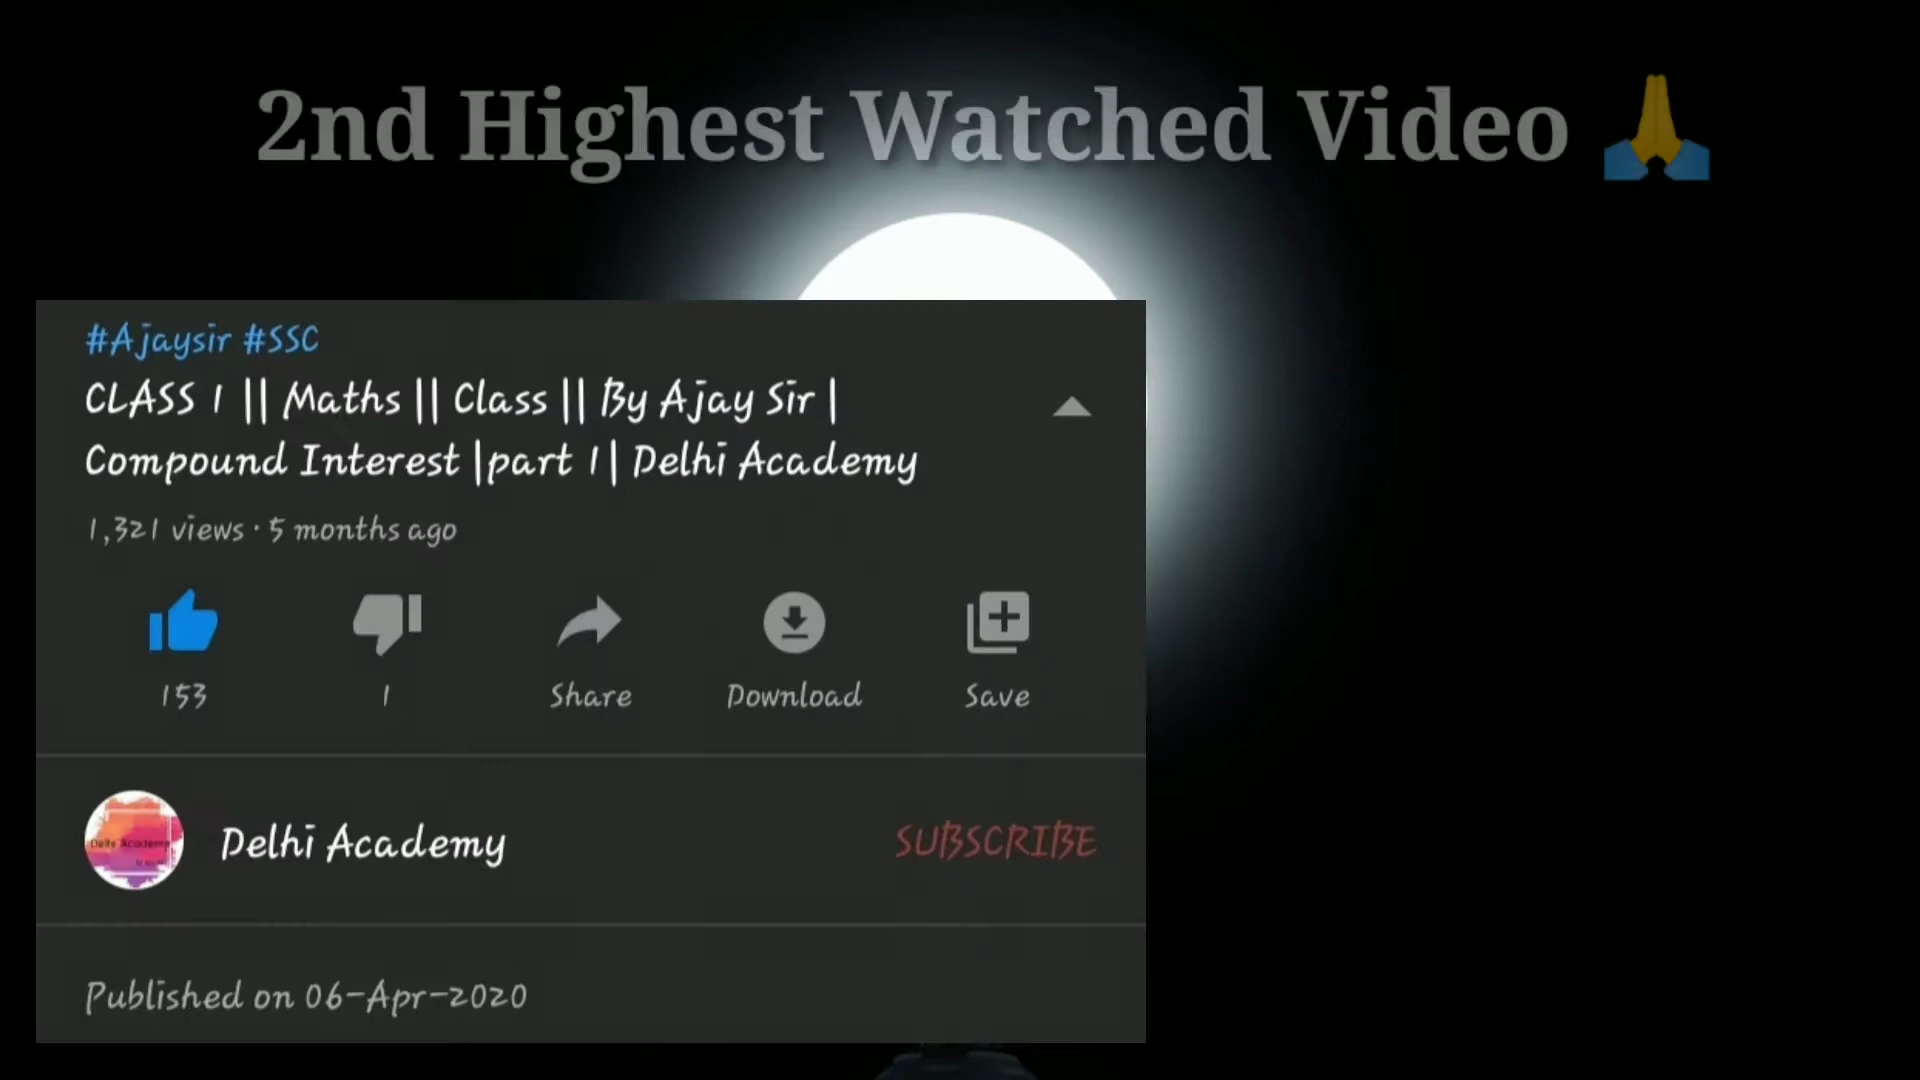 2nd Highest Watched Video 🙏
#Ajaysir #SSC
CLASS 1 || Maths || Class || By Ajay Sir |
Compound Interest |part 1| Delhi Academy
1,321 views · 5 months ago
153
1
Share
Download
Save
Delhi Academy
Delhi Academy
SUBSCRIBE
Published on 06-Apr-2020